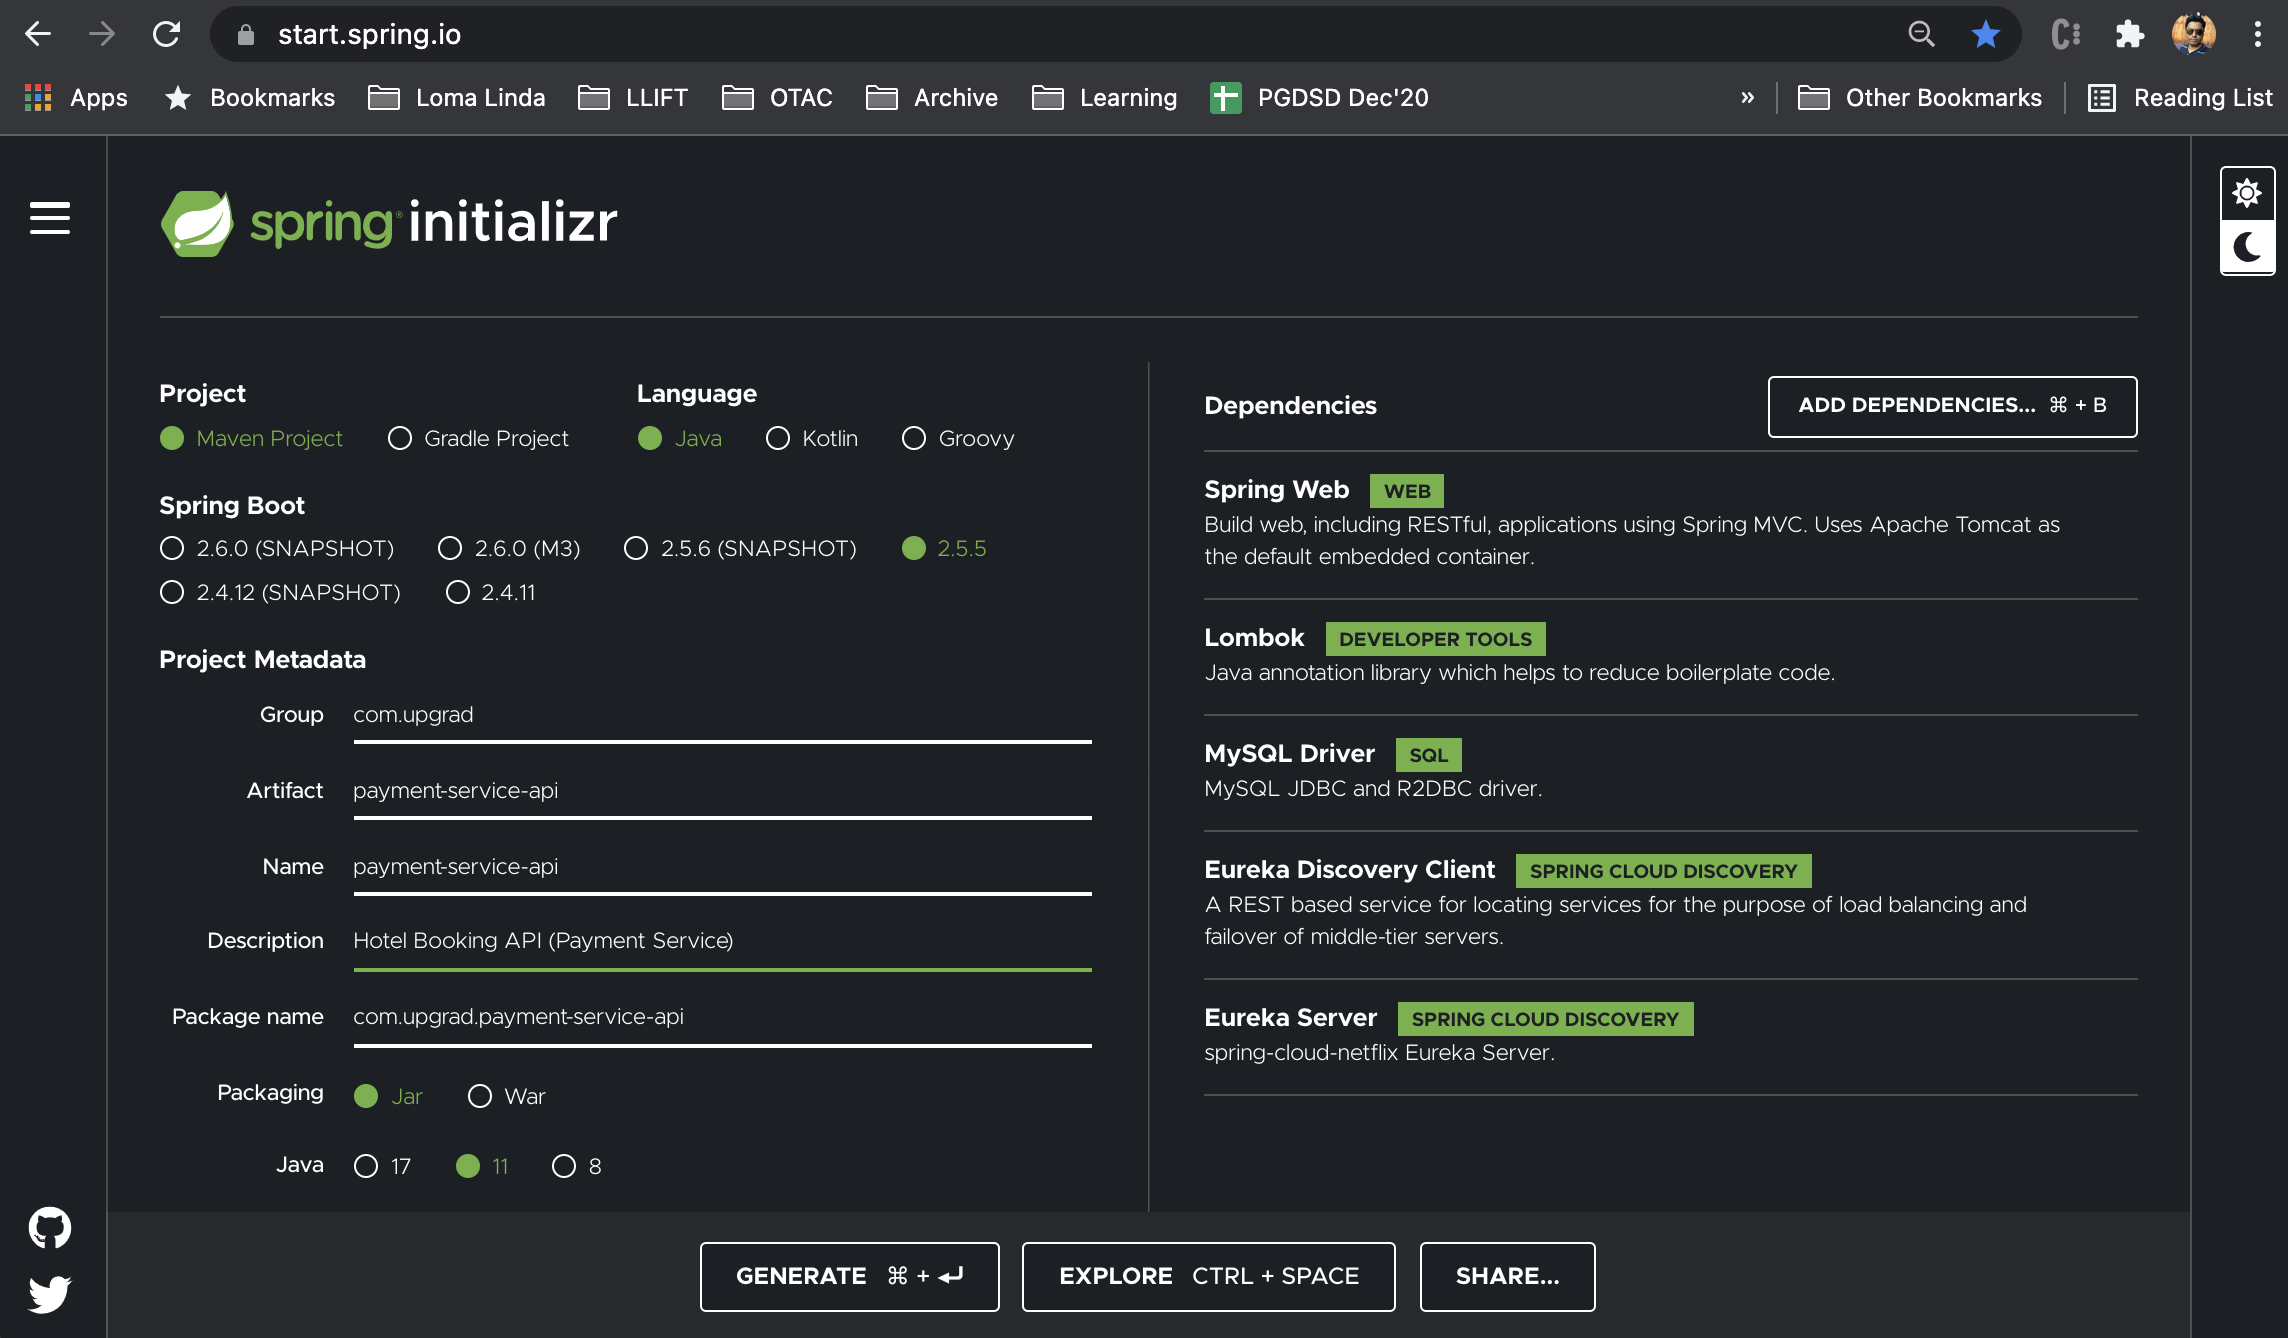 start.spring.io
Apps Bookmarks Loma Linda LLIFT OTAC Archive Learning PGDSD Dec'20 » Other Bookmarks Reading List
spring® initializr
Project
Maven Project Gradle Project
Language
Java Kotlin Groovy
Spring Boot
2.6.0 (SNAPSHOT) 2.6.0 (M3) 2.5.6 (SNAPSHOT) 2.5.5
2.4.12 (SNAPSHOT) 2.4.11
Project Metadata
Group com.upgrad
Artifact payment-service-api
Name payment-service-api
Description Hotel Booking API (Payment Service)
Package name com.upgrad.payment-service-api
Packaging Jar War
Java 17 11 8
Dependencies ADD DEPENDENCIES... ⌘ + B
Spring Web WEB
Build web, including RESTful, applications using Spring MVC. Uses Apache Tomcat as
the default embedded container.
Lombok DEVELOPER TOOLS
Java annotation library which helps to reduce boilerplate code.
MySQL Driver SQL
MySQL JDBC and R2DBC driver.
Eureka Discovery Client SPRING CLOUD DISCOVERY
A REST based service for locating services for the purpose of load balancing and
failover of middle-tier servers.
Eureka Server SPRING CLOUD DISCOVERY
spring-cloud-netflix Eureka Server.
GENERATE ⌘ + ↵ EXPLORE CTRL + SPACE SHARE...